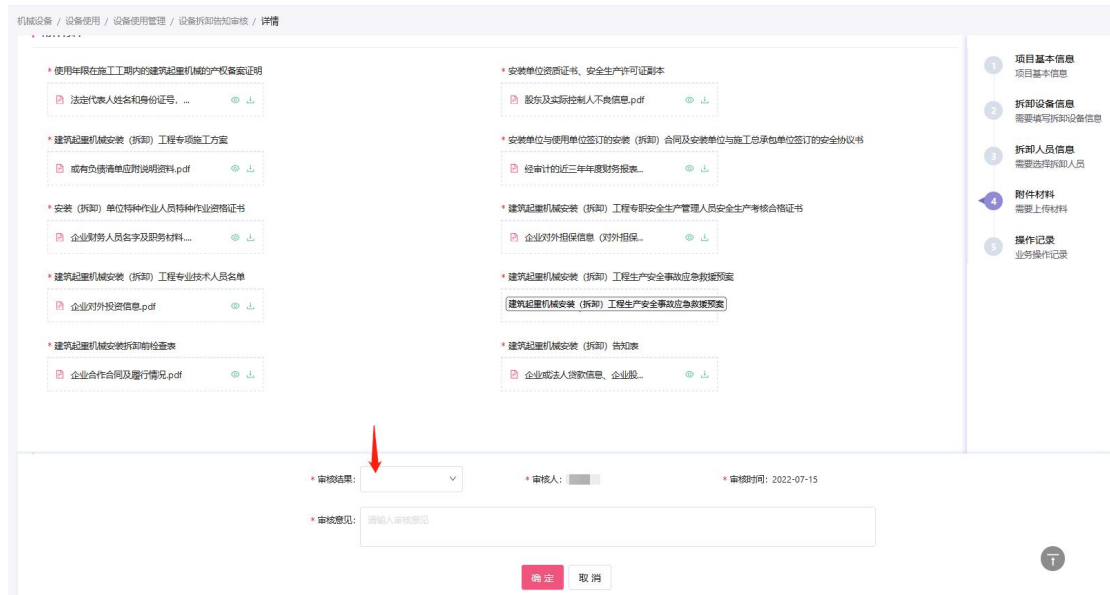 机械设备 / 设备使用 / 设备使用管理 / 设备拆卸告知审核 / 详情
* 使用年限在施工工期内的建筑起重机械的产权备案证明
* 安装单位资质证书、安全生产许可证副本
法定代表人姓名和身份证号，...
股东及实际控制人不良信息.pdf
* 建筑起重机械安装（拆卸）工程专项施工方案
* 安装单位与使用单位签订的安装（拆卸）合同及安装单位与施工总承包单位签订的安全协议书
或有负债清单应附说明资料.pdf
经审计的近三年年度财务报表...
* 安装（拆卸）单位特种作业人员特种作业资格证书
* 建筑起重机械安装（拆卸）工程专职安全生产管理人员安全生产考核合格证书
企业财务人员名字及职务材料....
企业对外担保信息（对外担保...
* 建筑起重机械安装（拆卸）工程专业技术人员名单
* 建筑起重机械安装（拆卸）工程生产安全事故应急救援预案
企业对外投资信息.pdf
建筑起重机械安装（拆卸）工程生产安全事故应急救援预案
* 建筑起重机械安装拆卸前检查表
* 建筑起重机械安装（拆卸）告知表
企业合作合同及履行情况.pdf
企业或法人贷款信息、企业股...
1 项目基本信息
项目基本信息
2 拆卸设备信息
需要填写拆卸设备信息
3 拆卸人员信息
需要选择拆卸人员
4 附件材料
需要上传材料
5 操作记录
业务操作记录
* 审核结果：
* 审核人：
* 审核时间：2022-07-15
* 审核意见：
请输入审核意见
确 定
取 消